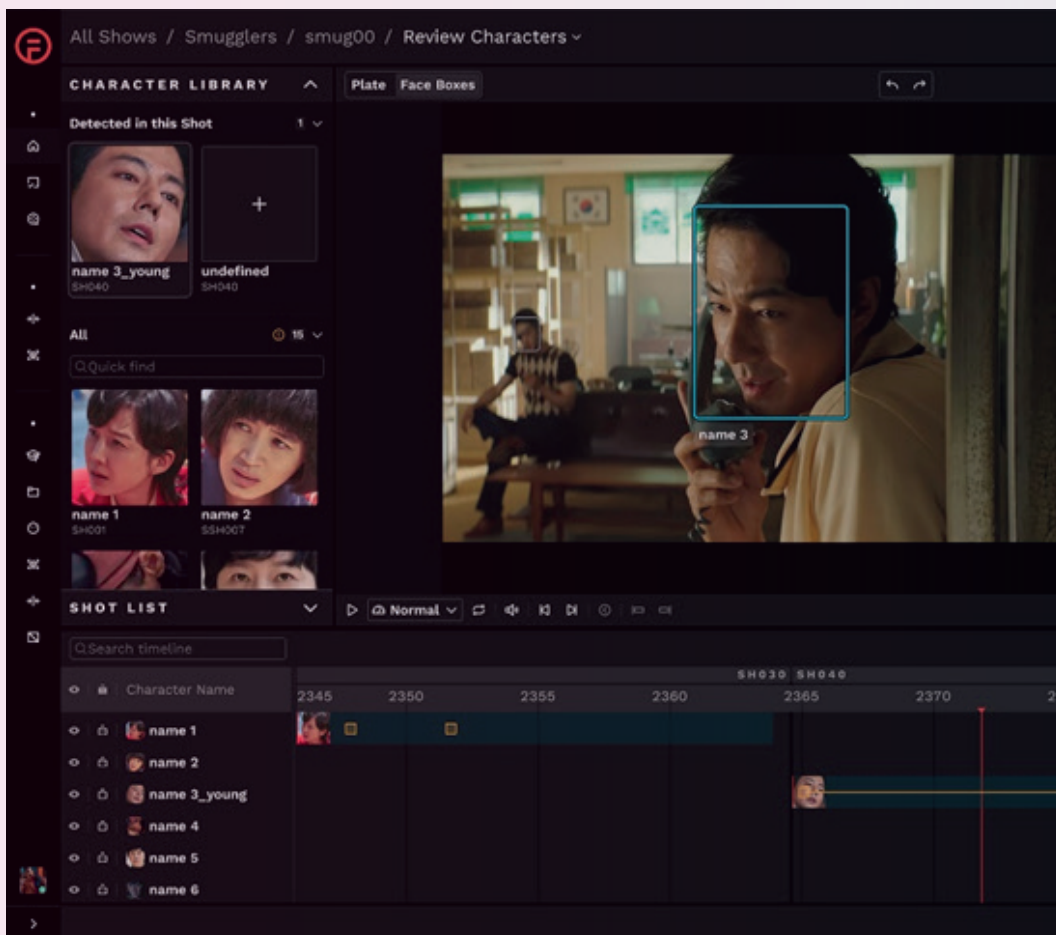 All Shows / Smugglers / smug00 / Review Characters
CHARACTER LIBRARY
Plate Face Boxes
Detected in this Shot 1
name 3_young
SH040
undefined
SH040
All 15
Quick find
name 1
SH001
name 2
SSH007
name 3
SHOT LIST
Normal
Search timeline
SH030 SH040
Character Name
2345 2350 2355 2360 2365 2370 2
name 1
name 2
name 3_young
name 4
name 5
name 6